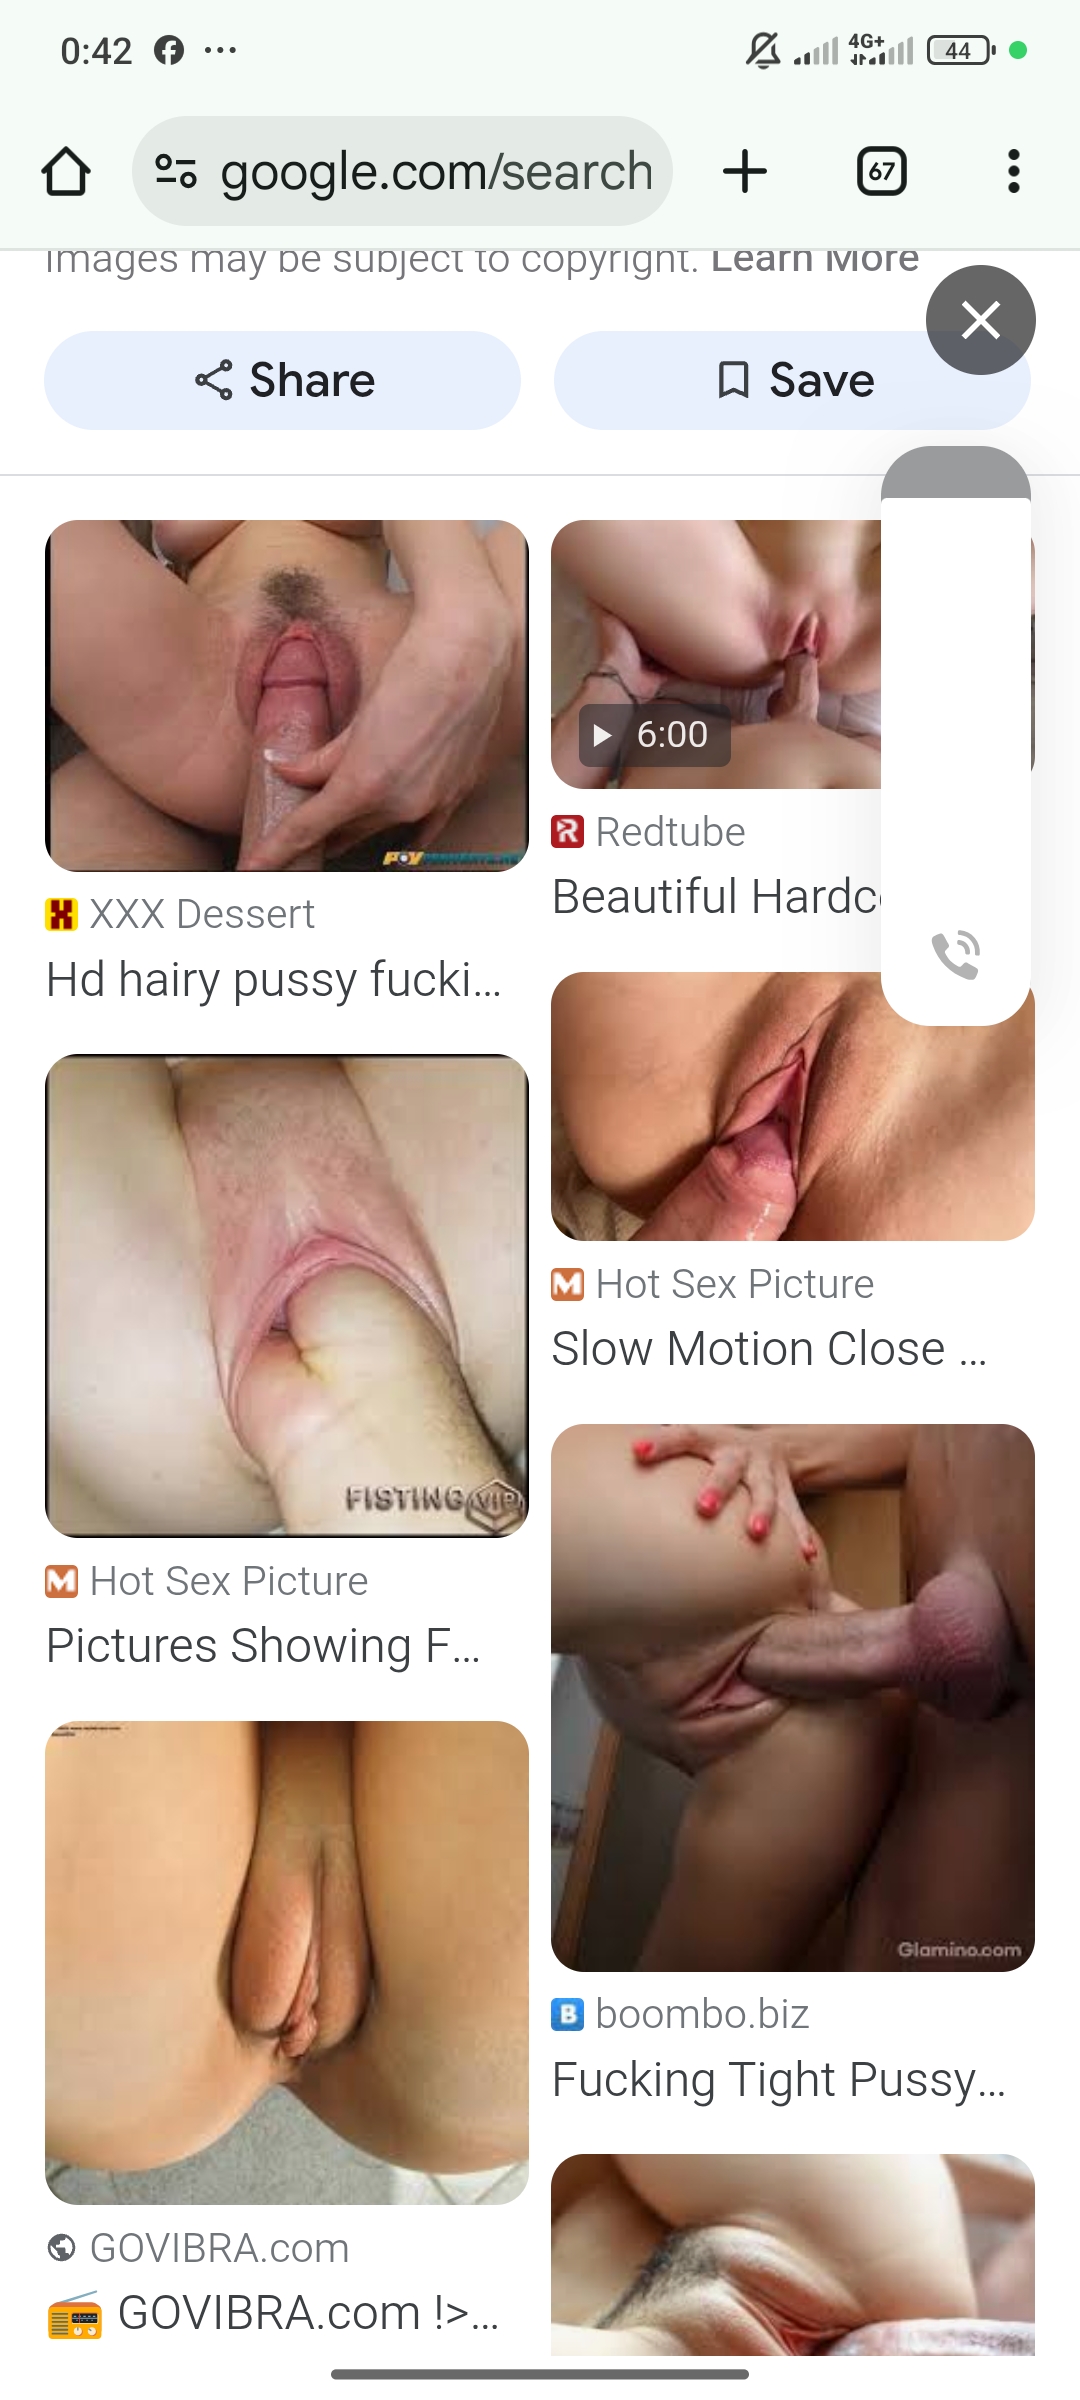 0:42
4G+
44
google.com/search
67
Images may be subject to copyright. Learn More
Share
Save
6:00
XXX Dessert
Hd hairy pussy fucki...
Redtube
Beautiful Hardc
FISTING VIP
Hot Sex Picture
Pictures Showing F...
Hot Sex Picture
Slow Motion Close ...
Glamino.com
boombo.biz
Fucking Tight Pussy...
GOVIBRA.com
GOVIBRA.com !>...